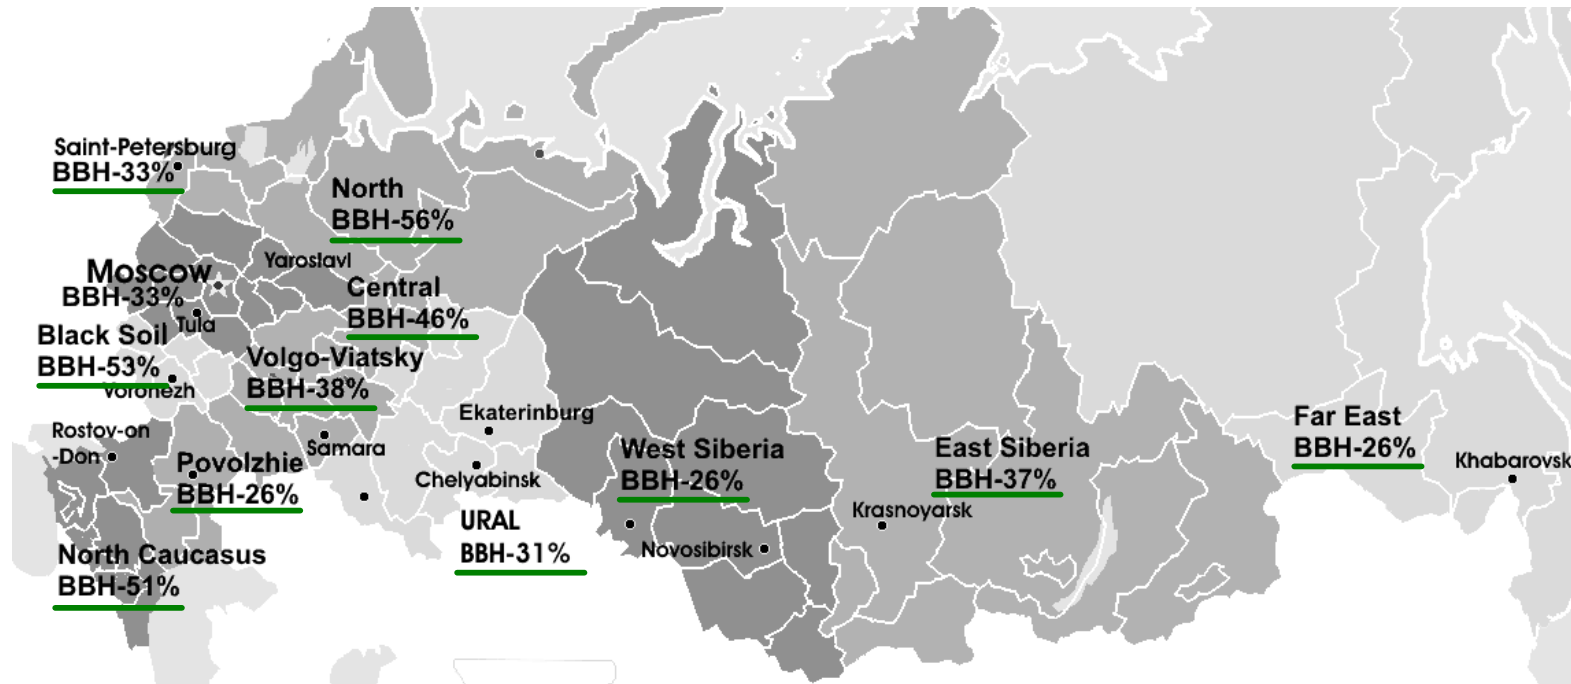 Saint-Petersburg
BBH-33%
North
BBH-56%
Yaroslavl
Moscow
BBH-33%
Central
BBH-46%
Tula
Black Soil
BBH-53%
Voronezh
Volgo-Viatsky
BBH-38%
Ekaterinburg
Rostov-on
-Don
Samara
Povolzhie
BBH-26%
Chelyabinsk
West Siberia
BBH-26%
East Siberia
BBH-37%
Far East
BBH-26%
Khabarovsk
URAL
BBH-31%
Krasnoyarsk
Novosibirsk
North Caucasus
BBH-51%